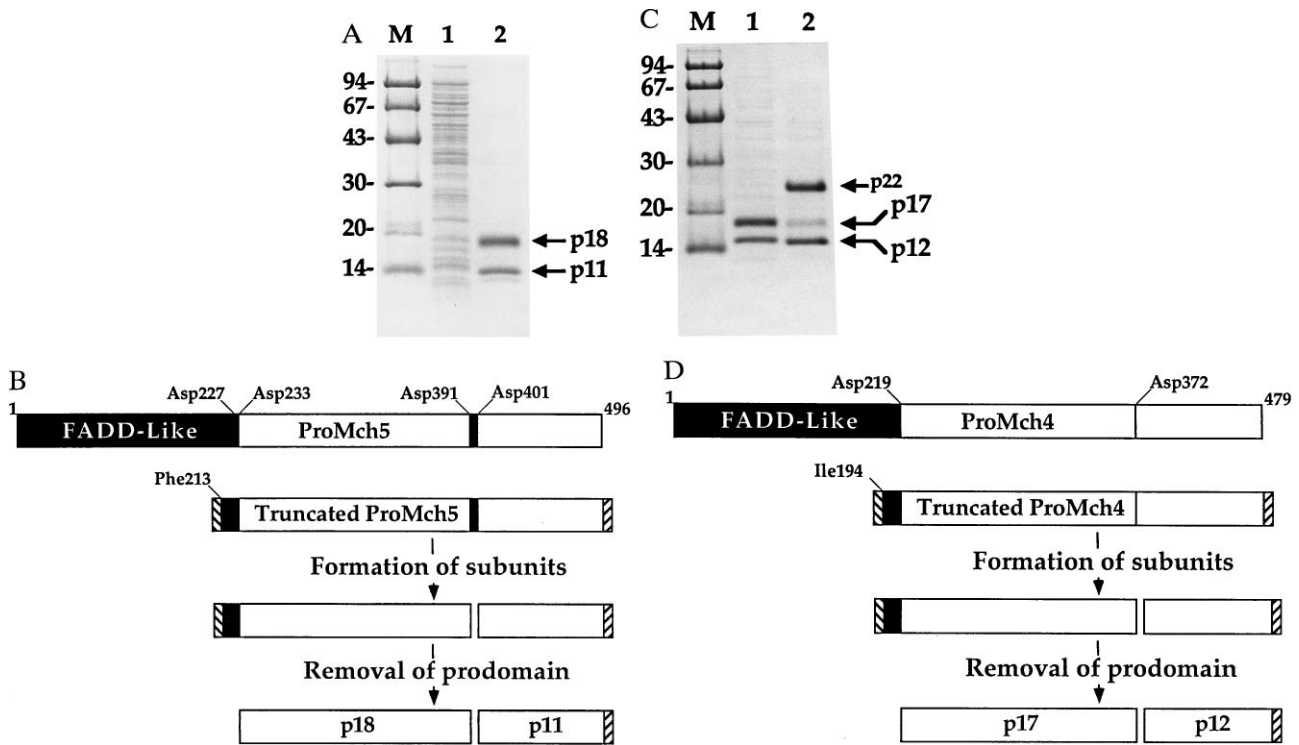 A M 1 2
94-
67-
43-
30-
20-
14-
p18
p11
C M 1 2
94-
67-
43-
30-
20-
14-
p22
p17
p12
B
Asp227 Asp233 Asp391 Asp401
1 496
FADD-Like ProMch5
Phe213
Truncated ProMch5
Formation of subunits
Removal of prodomain
p18 p11
D
Asp219 Asp372
1 479
FADD-Like ProMch4
Ile194
Truncated ProMch4
Formation of subunits
Removal of prodomain
p17 p12